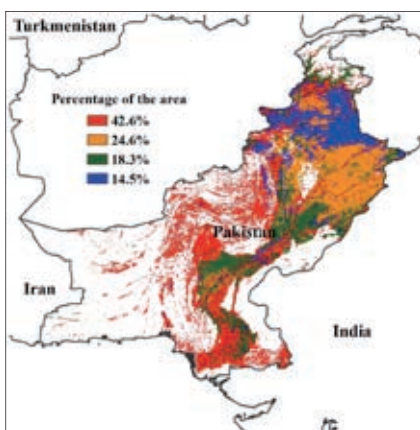 Turkmenistan
Percentage of the area
42.6%
24.6%
18.3%
14.5%
Pakistan
Iran
India